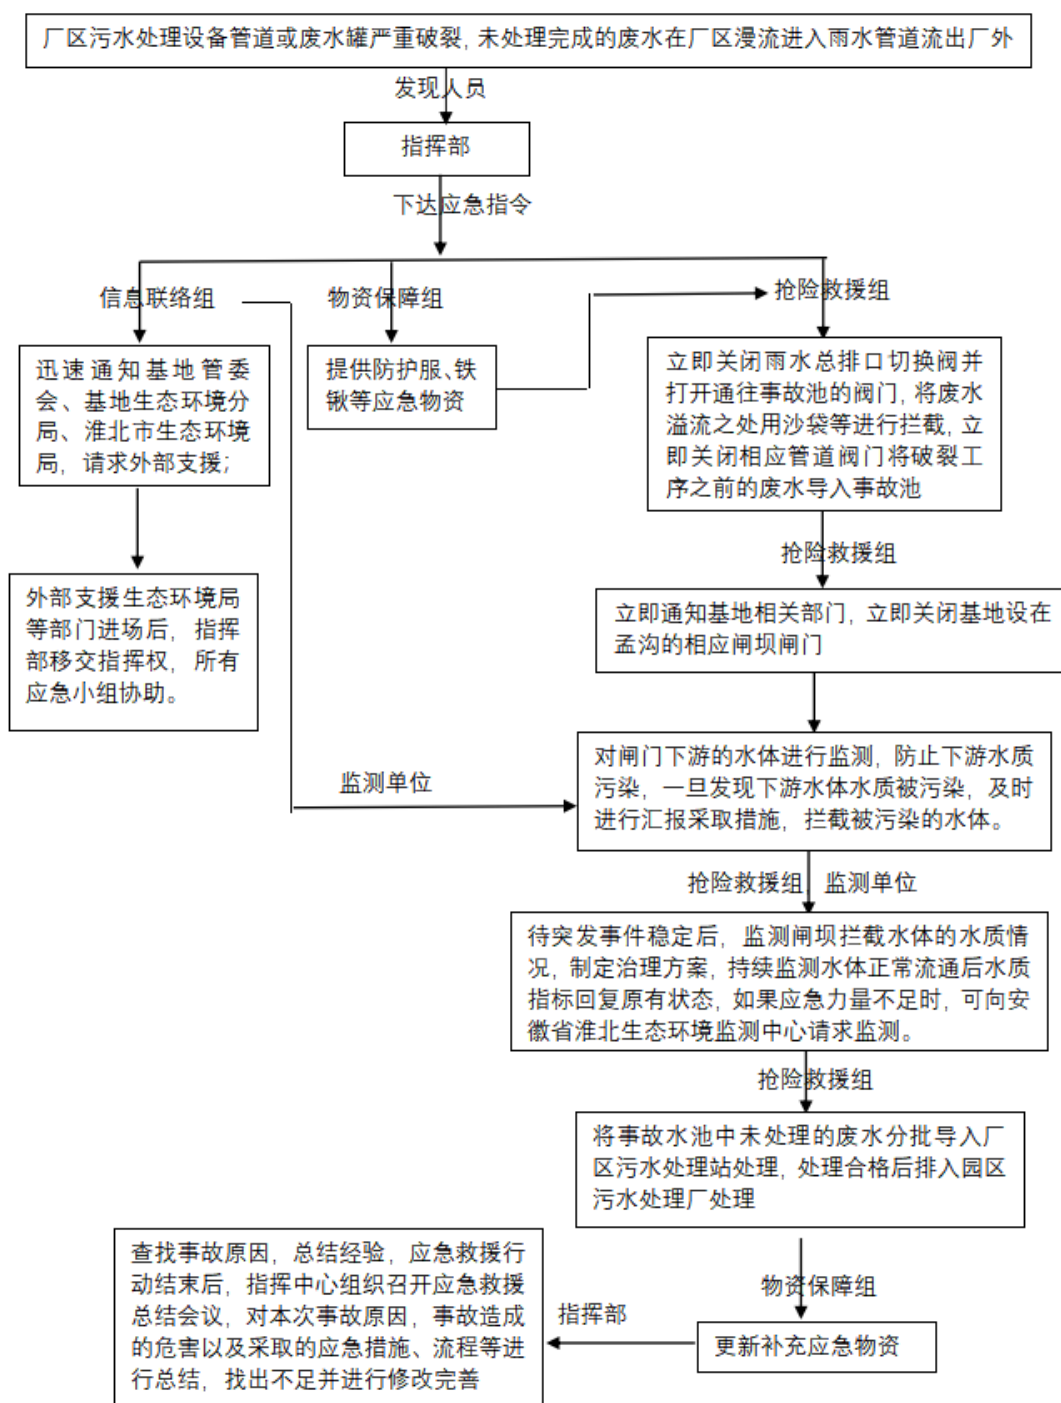 厂区污水处理设备管道或废水罐严重破裂, 未处理完成的废水在厂区漫流进入雨水管道流出厂外
发现人员
指挥部
下达应急指令
信息联络组
物资保障组
抢险救援组
迅速通知基地管委
会、基地生态环境分
局、淮北市生态环境
局, 请求外部支援;
提供防护服、铁
锹等应急物资
立即关闭雨水总排口切换阀并
打开通往事故池的阀门, 将废水
溢流之处用沙袋等进行拦截, 立
即关闭相应管道阀门将破裂工
序之前的废水导入事故池
抢险救援组
外部支援生态环境局
等部门进场后, 指挥
部移交指挥权, 所有
应急小组协助。
立即通知基地相关部门, 立即关闭基地设在
孟沟的相应闸坝闸门
监测单位
对闸门下游的水体进行监测, 防止下游水质
污染, 一旦发现下游水体水质被污染, 及时
进行汇报采取措施, 拦截被污染的水体。
抢险救援组、监测单位
待突发事件稳定后, 监测闸坝拦截水体的水质情
况, 制定治理方案, 持续监测水体正常流通后水质
指标回复原有状态, 如果应急力量不足时, 可向安
徽省淮北生态环境监测中心请求监测。
抢险救援组
将事故水池中未处理的废水分批导入厂
区污水处理站处理, 处理合格后排入园区
污水处理厂处理
物资保障组
更新补充应急物资
指挥部
查找事故原因, 总结经验, 应急救援行
动结束后, 指挥中心组织召开应急救援
总结会议, 对本次事故原因, 事故造成
的危害以及采取的应急措施、流程等进
行总结, 找出不足并进行修改完善